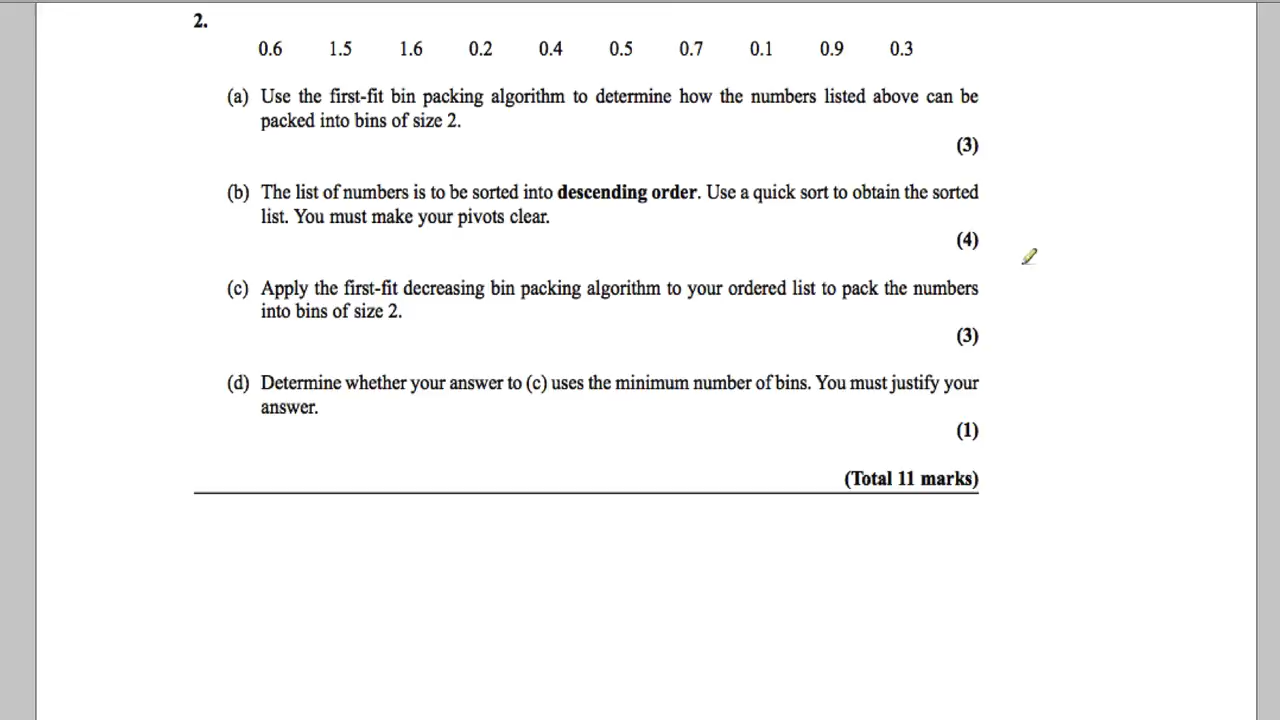 2.
0.6 1.5 1.6 0.2 0.4 0.5 0.7 0.1 0.9 0.3
(a) Use the first-fit bin packing algorithm to determine how the numbers listed above can be
packed into bins of size 2.
(3)
(b) The list of numbers is to be sorted into descending order. Use a quick sort to obtain the sorted
list. You must make your pivots clear.
(4)
(c) Apply the first-fit decreasing bin packing algorithm to your ordered list to pack the numbers
into bins of size 2.
(3)
(d) Determine whether your answer to (c) uses the minimum number of bins. You must justify your
answer.
(1)
(Total 11 marks)